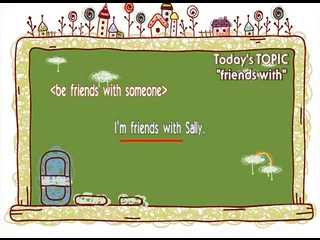 Today's TOPIC
"friends with"
<be friends with someone>
I'm friends with Sally.